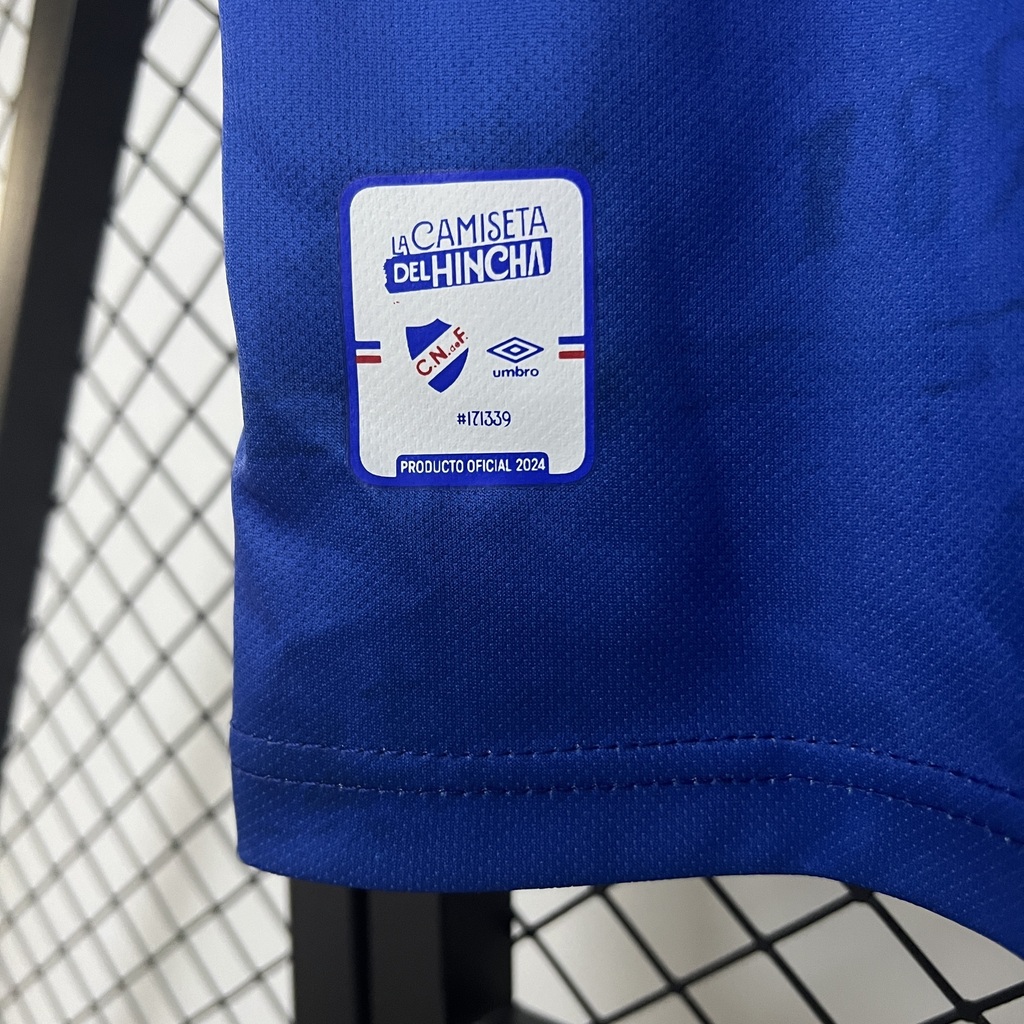 LA CAMISETA
DEL HINCHA
C.N.deF.
umbro
#171339
PRODUCTO OFICIAL 2024